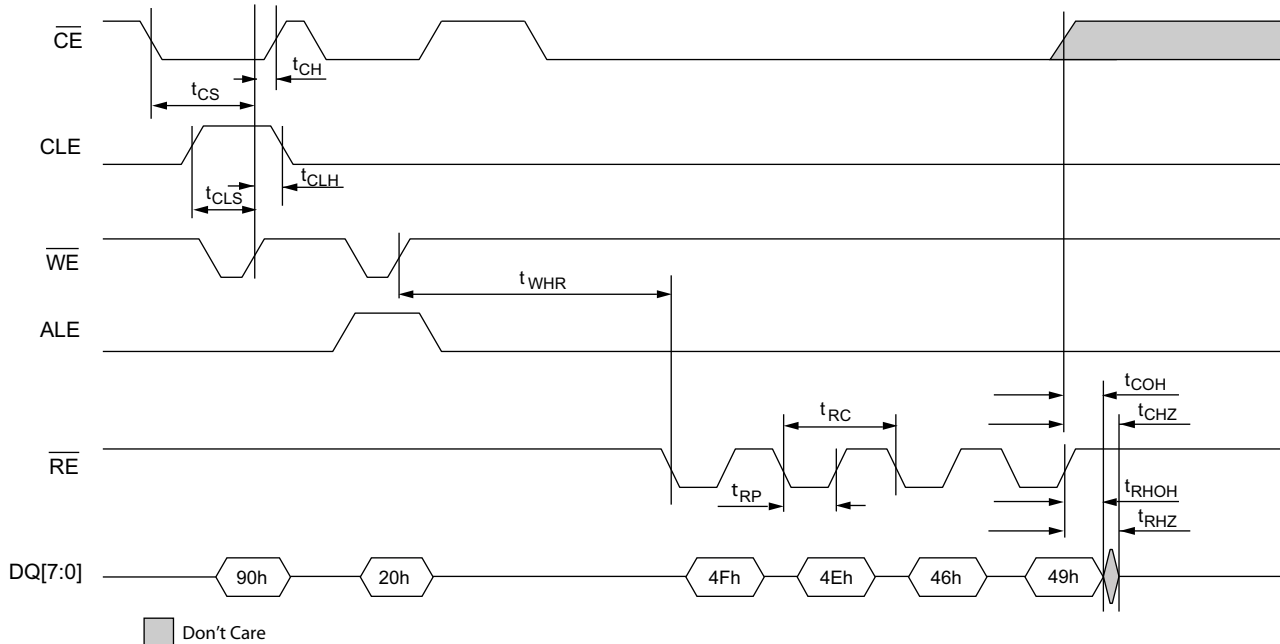 CE
tCH
tCS
CLE
tCLH
tCLS
WE
tWHR
ALE
tCOH
tRC
tCHZ
RE
tRP
tRHOH
tRHZ
DQ[7:0]
90h
20h
4Fh
4Eh
46h
49h
Don't Care